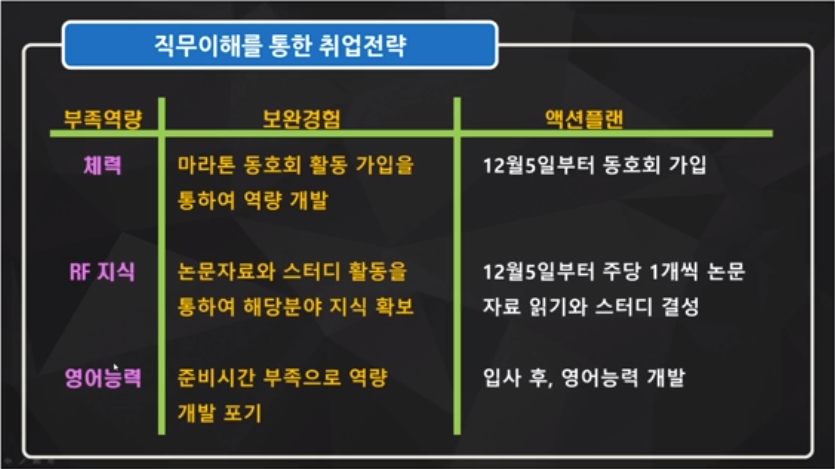 직무이해를 통한 취업전략
부족역량 보완경험 액션플랜
체력 마라톤 동호회 활동 가입을 12월5일부터 동호회 가입
통하여 역량 개발
RF 지식 논문자료와 스터디 활동을 12월5일부터 주당 1개씩 논문
통하여 해당분야 지식 확보 자료 읽기와 스터디 결성
영어능력 준비시간 부족으로 역량 입사 후, 영어능력 개발
개발 포기